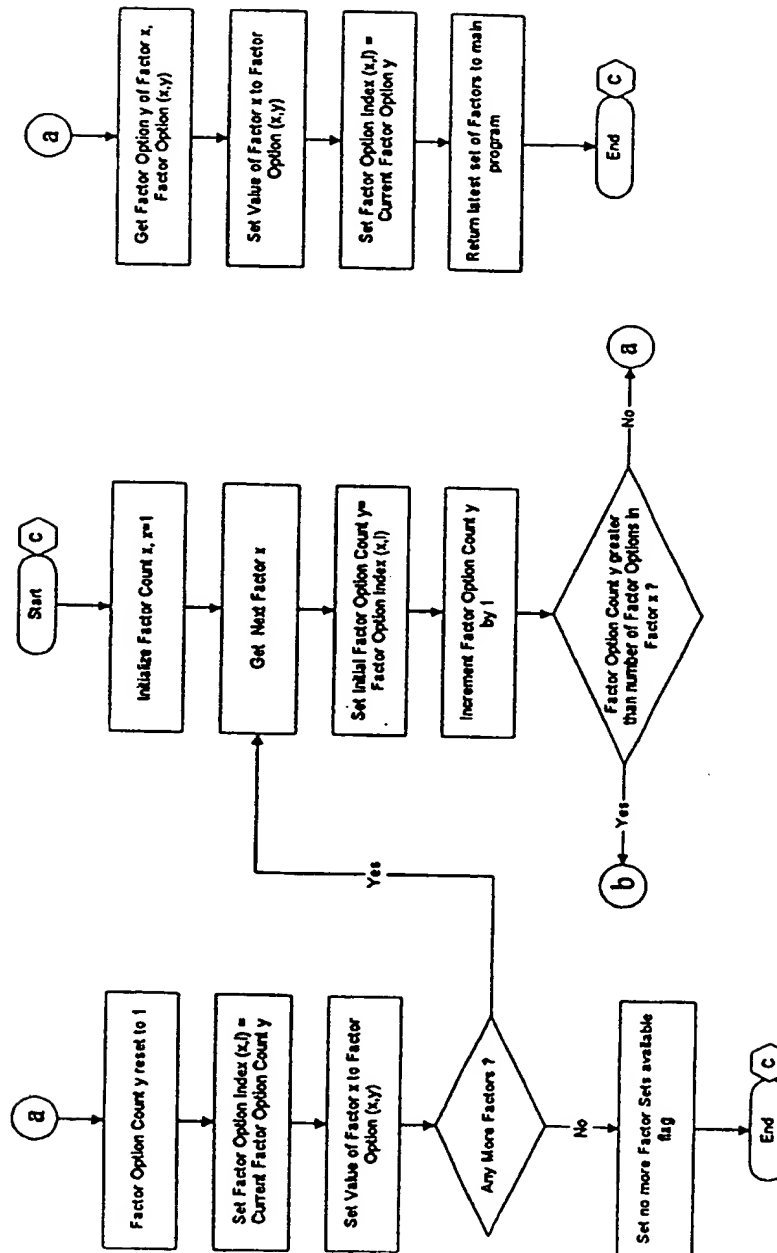 a
Factor Option Count y reset to 1
Set Factor Option Index (x,l) =
Current Factor Option Count y
Set Value of Factor x to Factor
Option (x,y)
Any More Factors ?
Yes
No
Set no more Factor Sets available
flag
End
C
Start
C
Initialize Factor Count x, x=1
Get Next Factor x
Set Initial Factor Option Count y=
Factor Option Index (x,l)
Increment Factor Option Count y
by l
Factor Option Count y greater
than number of Factor Options in
Factor x ?
Yes
b
No
a
a
Get Factor Option y of Factor x,
Factor Option (x,y)
Set Value of Factor x to Factor
Option (x,y)
Set Factor Option Index (x,l) =
Current Factor Option y
Return latest set of Factors to main
program
End
C